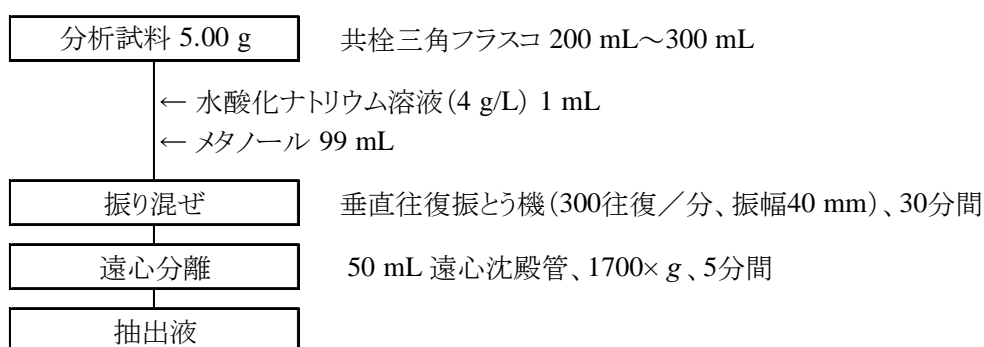 分析試料 5.00 g 共栓三角フラスコ 200 mL～300 mL
← 水酸化ナトリウム溶液(4 g/L) 1 mL
← メタノール 99 mL
振り混ぜ 垂直往復振とう機(300往復／分、振幅40 mm)、30分間
遠心分離 50 mL 遠心沈殿管、1700× g 、5分間
抽出液